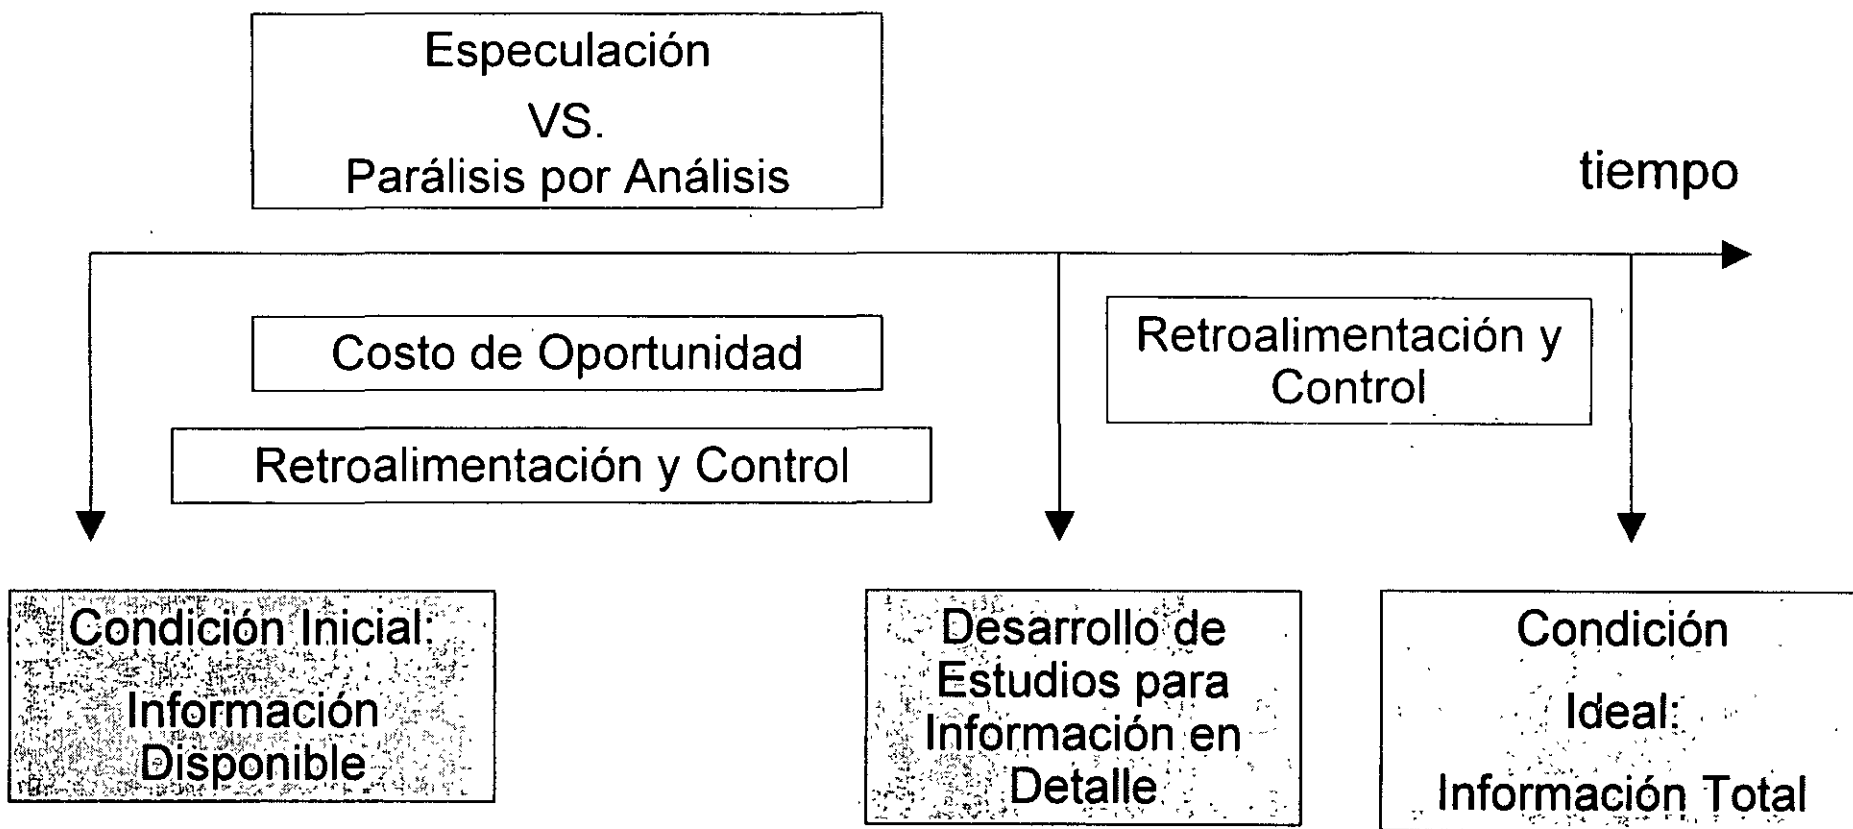 Especulación
VS.
Parálisis por Análisis
tiempo
Costo de Oportunidad
Retroalimentación y Control
Retroalimentación y
Control
Condición Inicial:
Información
Disponible
Desarrollo de
Estudios para
Información en
Detalle
Condición
Ideal:
Información Total